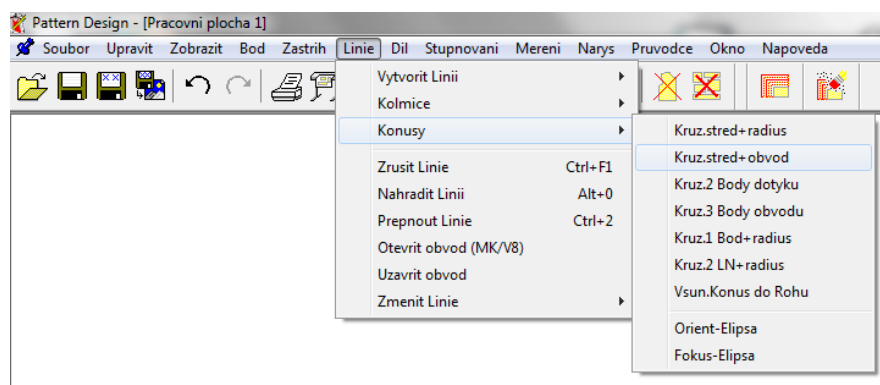 Pattern Design - [Pracovni plocha 1]
Soubor Upravit Zobrazit Bod Zastrih Linie Dil Stupnovani Mereni Narys Pruvodce Okno Napoveda
Vytvorit Linii
Kolmice
Konusy
Zrusit Linie Ctrl+F1
Nahradit Linii Alt+0
Prepnout Linie Ctrl+2
Otevrit obvod (MK/V8)
Uzavrit obvod
Zmenit Linie
Kruz.stred+radius
Kruz.stred+obvod
Kruz.2 Body dotyku
Kruz.3 Body obvodu
Kruz.1 Bod+radius
Kruz.2 LN+radius
Vsun.Konus do Rohu
Orient-Elipsa
Fokus-Elipsa